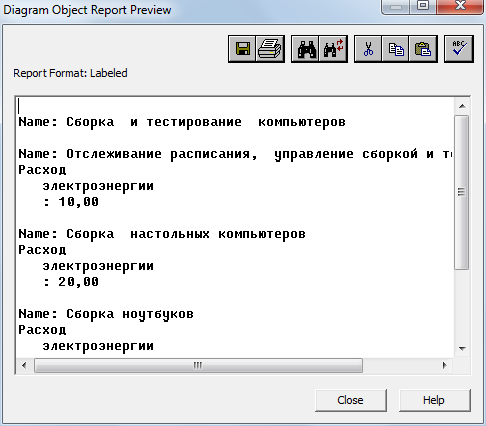 Diagram Object Report Preview
ABC
Report Format: Labeled
Name: Сборка и тестирование компьютеров
Name: Отслеживание расписания, управление сборкой и
Расход
электроэнергии
: 10,00
Name: Сборка настольных компьютеров
Расход
электроэнергии
: 20,00
Name: Сборка ноутбуков
Расход
электроэнергии
Close
Help